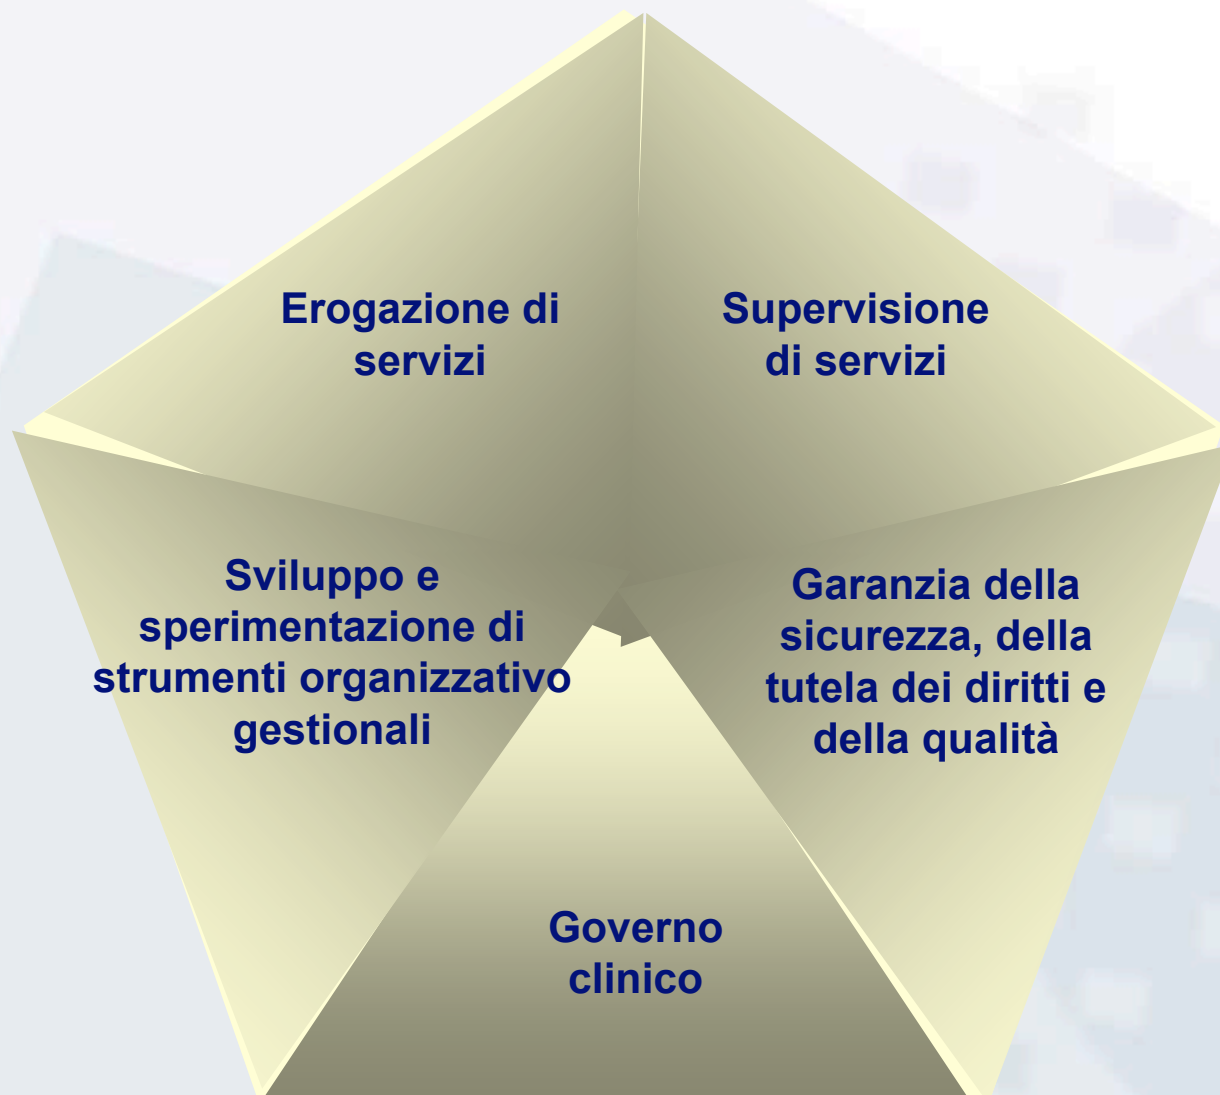 Erogazione di
servizi
Supervisione
di servizi
Sviluppo e
sperimentazione di
strumenti organizzativo
gestionali
Garanzia della
sicurezza, della
tutela dei diritti e
della qualità
Governo
clinico